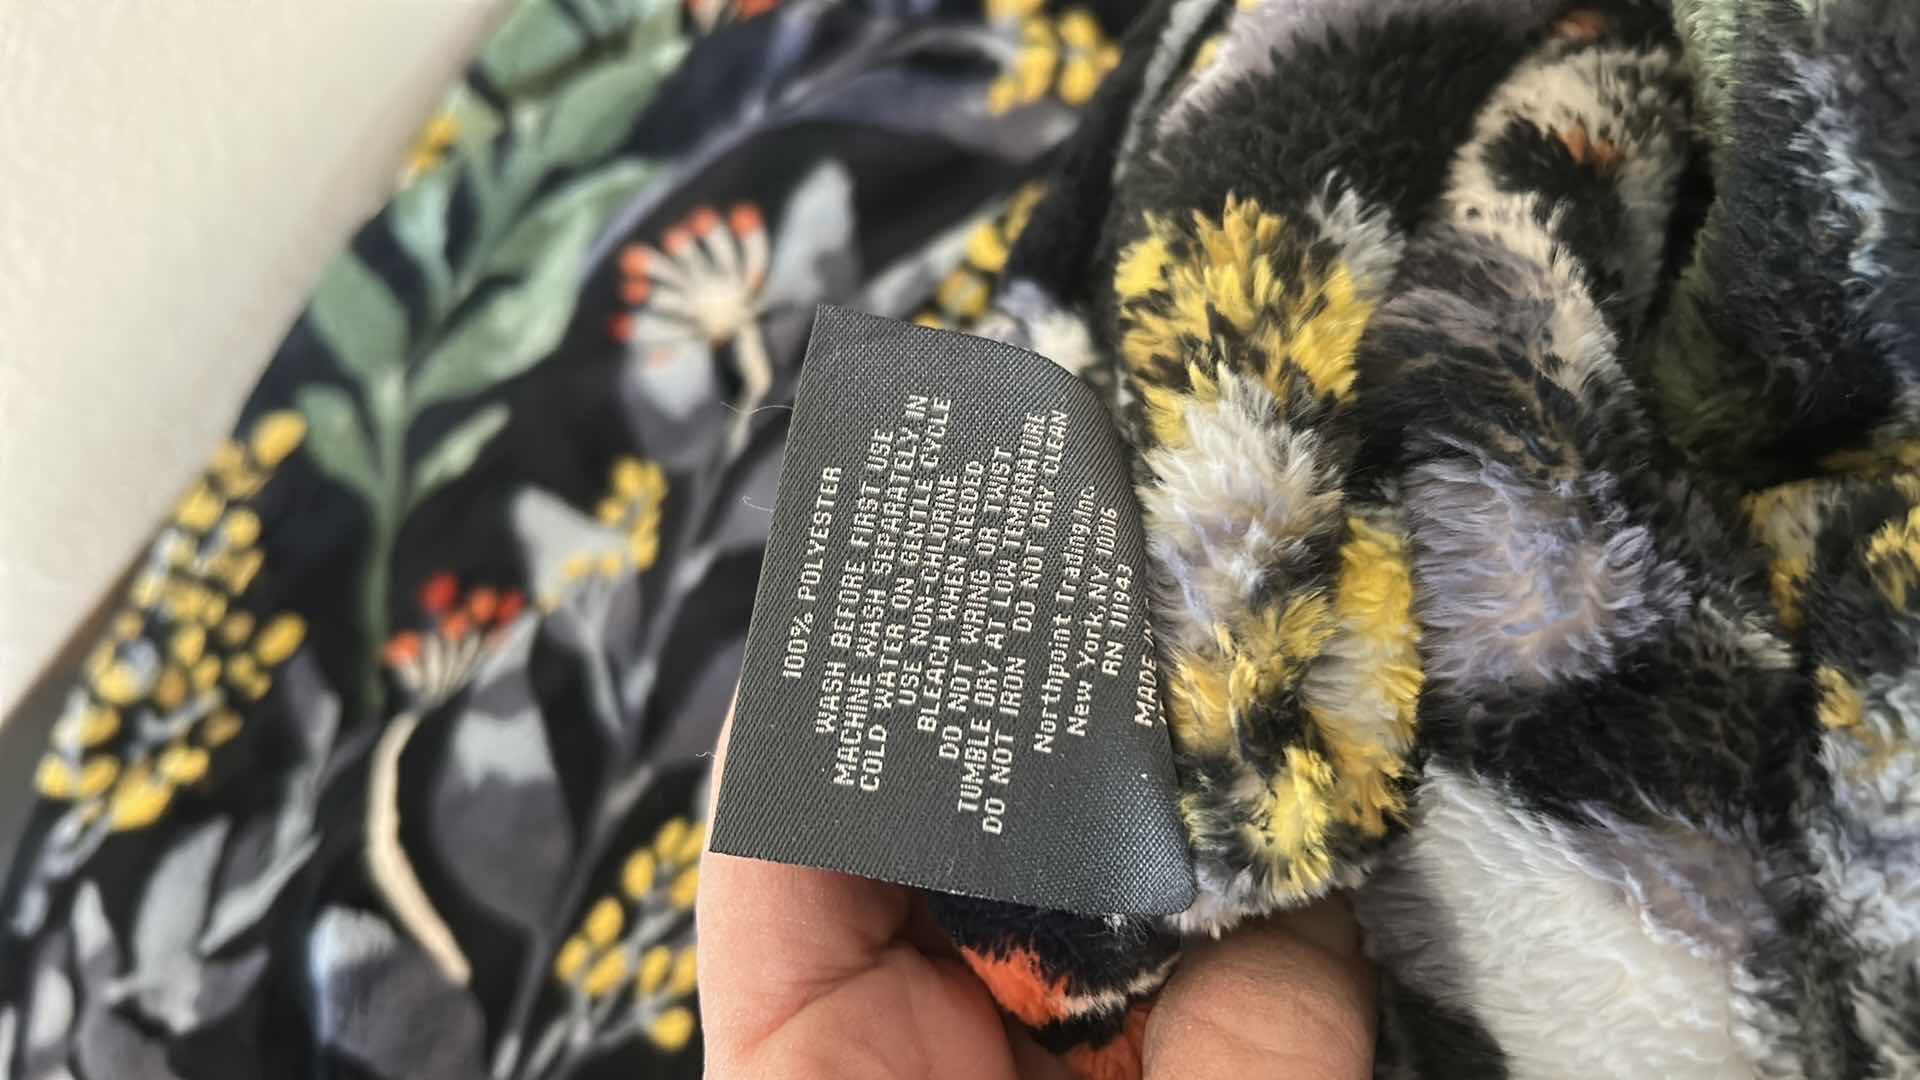 100% POLYESTER
WASH BEFORE FIRST USE
MACHINE WASH SEPARATELY IN
COLD WATER ON GENTLE CYCLE
USE NON-CHLORINE
BLEACH WHEN NEEDED
DO NOT WRING OR TWIST
TUMBLE DRY AT LOW TEMPERATURE
DO NOT IRON DO NOT DRY CLEAN
Northpoint Trading.Inc.
New York.NY. 10016
RN 111943
MADE